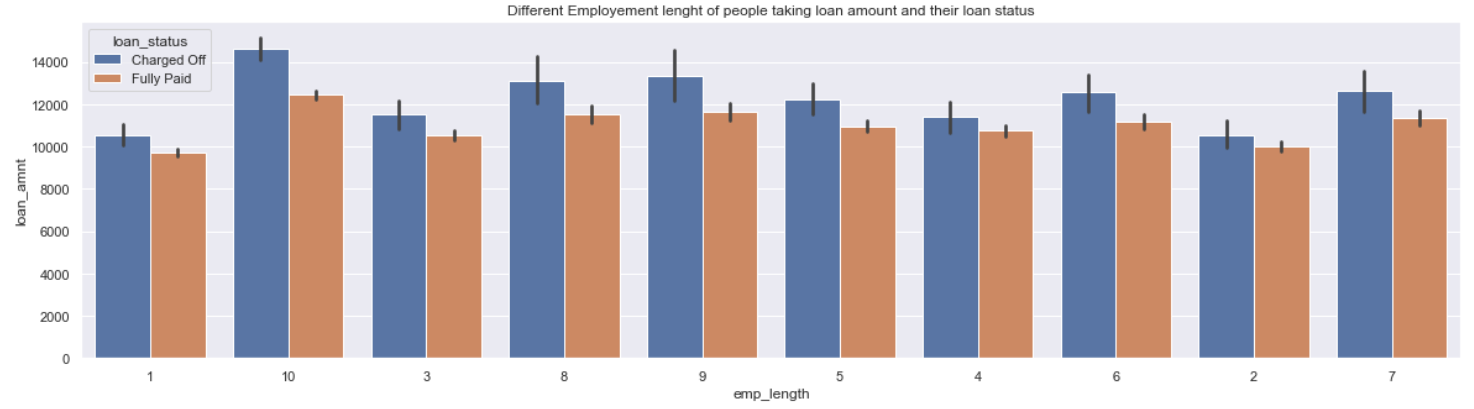 Different Employement lenght of people taking loan amount and their loan status
loan_status
Charged Off
Fully Paid
14000
12000
10000
8000
6000
4000
2000
0
loan_amnt
1 10 3 8 9 5 4 6 2 7
emp_length